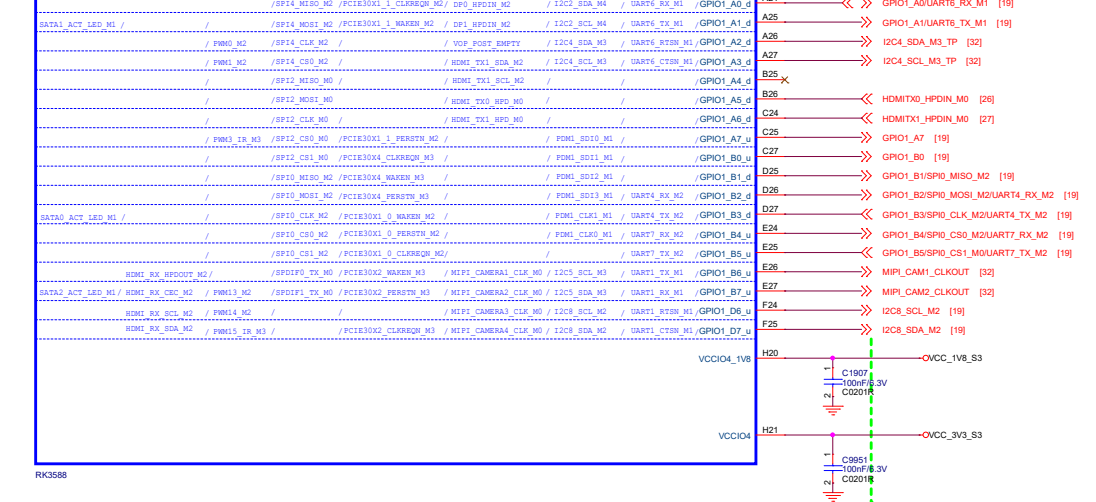 /SPI4_MISO_M2 /PCIE30X1_1_CLKREQN_M2/ DP0_HPDIN_M2 / I2C2_SDA_M4 / UART6_RX_M1 /GPIO1_A0_d GPIO1_A0/UART6_RX_M1 [19]
SATA1_ACT_LED_M1 / /SPI4_MOSI_M2 /PCIE30X1_1_WAKEN_M2 / DP1_HPDIN_M2 / I2C2_SCL_M4 / UART6_TX_M1 /GPIO1_A1_d A25 GPIO1_A1/UART6_TX_M1 [19]
/ PWM0_M2 /SPI4_CLK_M2 / / VOP_POST_EMPTY / I2C4_SDA_M3 / UART6_RTSN_M1/GPIO1_A2_d A26 I2C4_SDA_M3_TP [32]
/ PWM1_M2 /SPI4_CS0_M2 / /HDMI_TX1_SDA_M2 / I2C4_SCL_M3 / UART6_CTSN_M1/GPIO1_A3_d A27 I2C4_SCL_M3_TP [32]
/ /SPI2_MISO_M0 / /HDMI_TX1_SCL_M2 / / /GPIO1_A4_d B25
/ /SPI2_MOSI_M0 /HDMI_TX0_HPD_M0 / / /GPIO1_A5_d B26 HDMITX0_HPDIN_M0 [26]
/ /SPI2_CLK_M0 / /HDMI_TX1_HPD_M0 / / /GPIO1_A6_d C24 HDMITX1_HPDIN_M0 [27]
/ PWM3_IR_M3 /SPI2_CS0_M0 /PCIE30X1_1_PERSTN_M2 / / PDM1_SDI0_M1 / /GPIO1_A7_u C25 GPIO1_A7 [19]
/ /SPI2_CS1_M0 /PCIE30X4_CLKREQN_M3 / / PDM1_SDI1_M1 / /GPIO1_B0_u C27 GPIO1_B0 [19]
/ /SPI0_MISO_M2 /PCIE30X4_WAKEN_M3 / / PDM1_SDI2_M1 / /GPIO1_B1_d D25 GPIO1_B1/SPI0_MISO_M2 [19]
/ /SPI0_MOSI_M2 /PCIE30X4_PERSTN_M3 / / PDM1_SDI3_M1 / UART4_RX_M2 /GPIO1_B2_d D26 GPIO1_B2/SPI0_MOSI_M2/UART4_RX_M2 [19]
SATA0_ACT_LED_M1 / / /SPI0_CLK_M2 /PCIE30X1_0_WAKEN_M2 / / PDM1_CLK1_M1 / UART4_TX_M2 /GPIO1_B3_d D27 GPIO1_B3/SPI0_CLK_M2/UART4_TX_M2 [19]
/ /SPI0_CS0_M2 /PCIE30X1_0_PERSTN_M2 / / PDM1_CLK0_M1 / UART7_RX_M2 /GPIO1_B4_u E24 GPIO1_B4/SPI0_CS0_M2/UART7_RX_M2 [19]
/ /SPI0_CS1_M2 /PCIE30X1_0_CLKREQN_M2/ / UART7_TX_M2 /GPIO1_B5_u E25 GPIO1_B5/SPI0_CS1_M0/UART7_TX_M2 [19]
HDMI_RX_HPDOUT_M2/ /SPDIF0_TX_M0 /PCIE30X2_WAKEN_M3 / MIPI_CAMERA1_CLK_M0 / I2C5_SCL_M3 / UART1_TX_M1 /GPIO1_B6_u E26 MIPI_CAM1_CLKOUT [32]
SATA2_ACT_LED_M1/ HDMI_RX_CEC_M2 / PWM13_M2 /SPDIF1_TX_M0 /PCIE30X2_PERSTN_M3 / MIPI_CAMERA2_CLK_M0 / I2C5_SDA_M3 / UART1_RX_M1 /GPIO1_B7_u E27 MIPI_CAM2_CLKOUT [32]
HDMI_RX_SCL_M2 / PWM14_M2 / / / MIPI_CAMERA3_CLK_M0 / I2C8_SCL_M2 / UART1_RTSN_M1/GPIO1_D6_u F24 I2C8_SCL_M2 [19]
HDMI_RX_SDA_M2 / PWM15_IR_M3 / /PCIE30X2_CLKREQN_M3 / MIPI_CAMERA4_CLK_M0 / I2C8_SDA_M2 / UART1_CTSN_M1/GPIO1_D7_u F25 I2C8_SDA_M2 [19]
VCCIO4_1V8 H20 VCC_1V8_S3
1
C1907
100nF/6.3V
C0201R
2
VCCIO4 H21 VCC_3V3_S3
1
C9951
100nF/6.3V
C0201R
2
RK3588